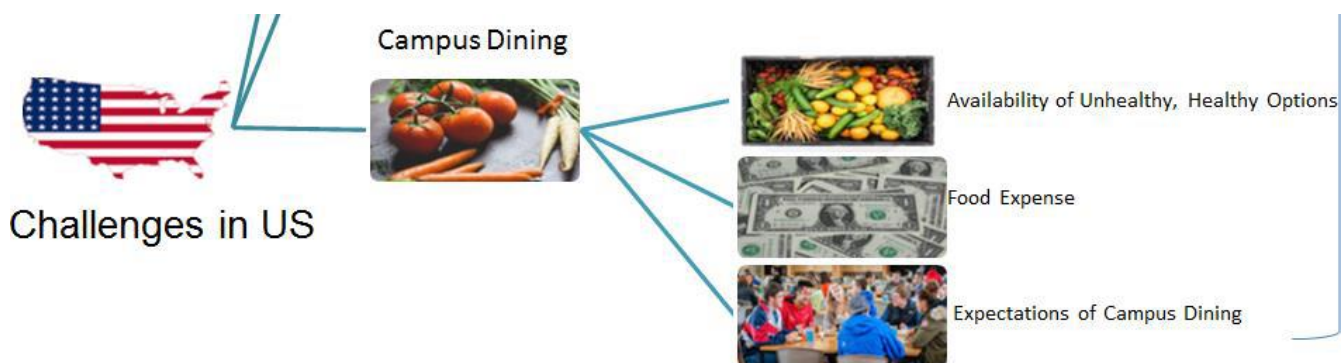 Campus Dining
Availability of Unhealthy, Healthy Options
Challenges in US
Food Expense
Expectations of Campus Dining